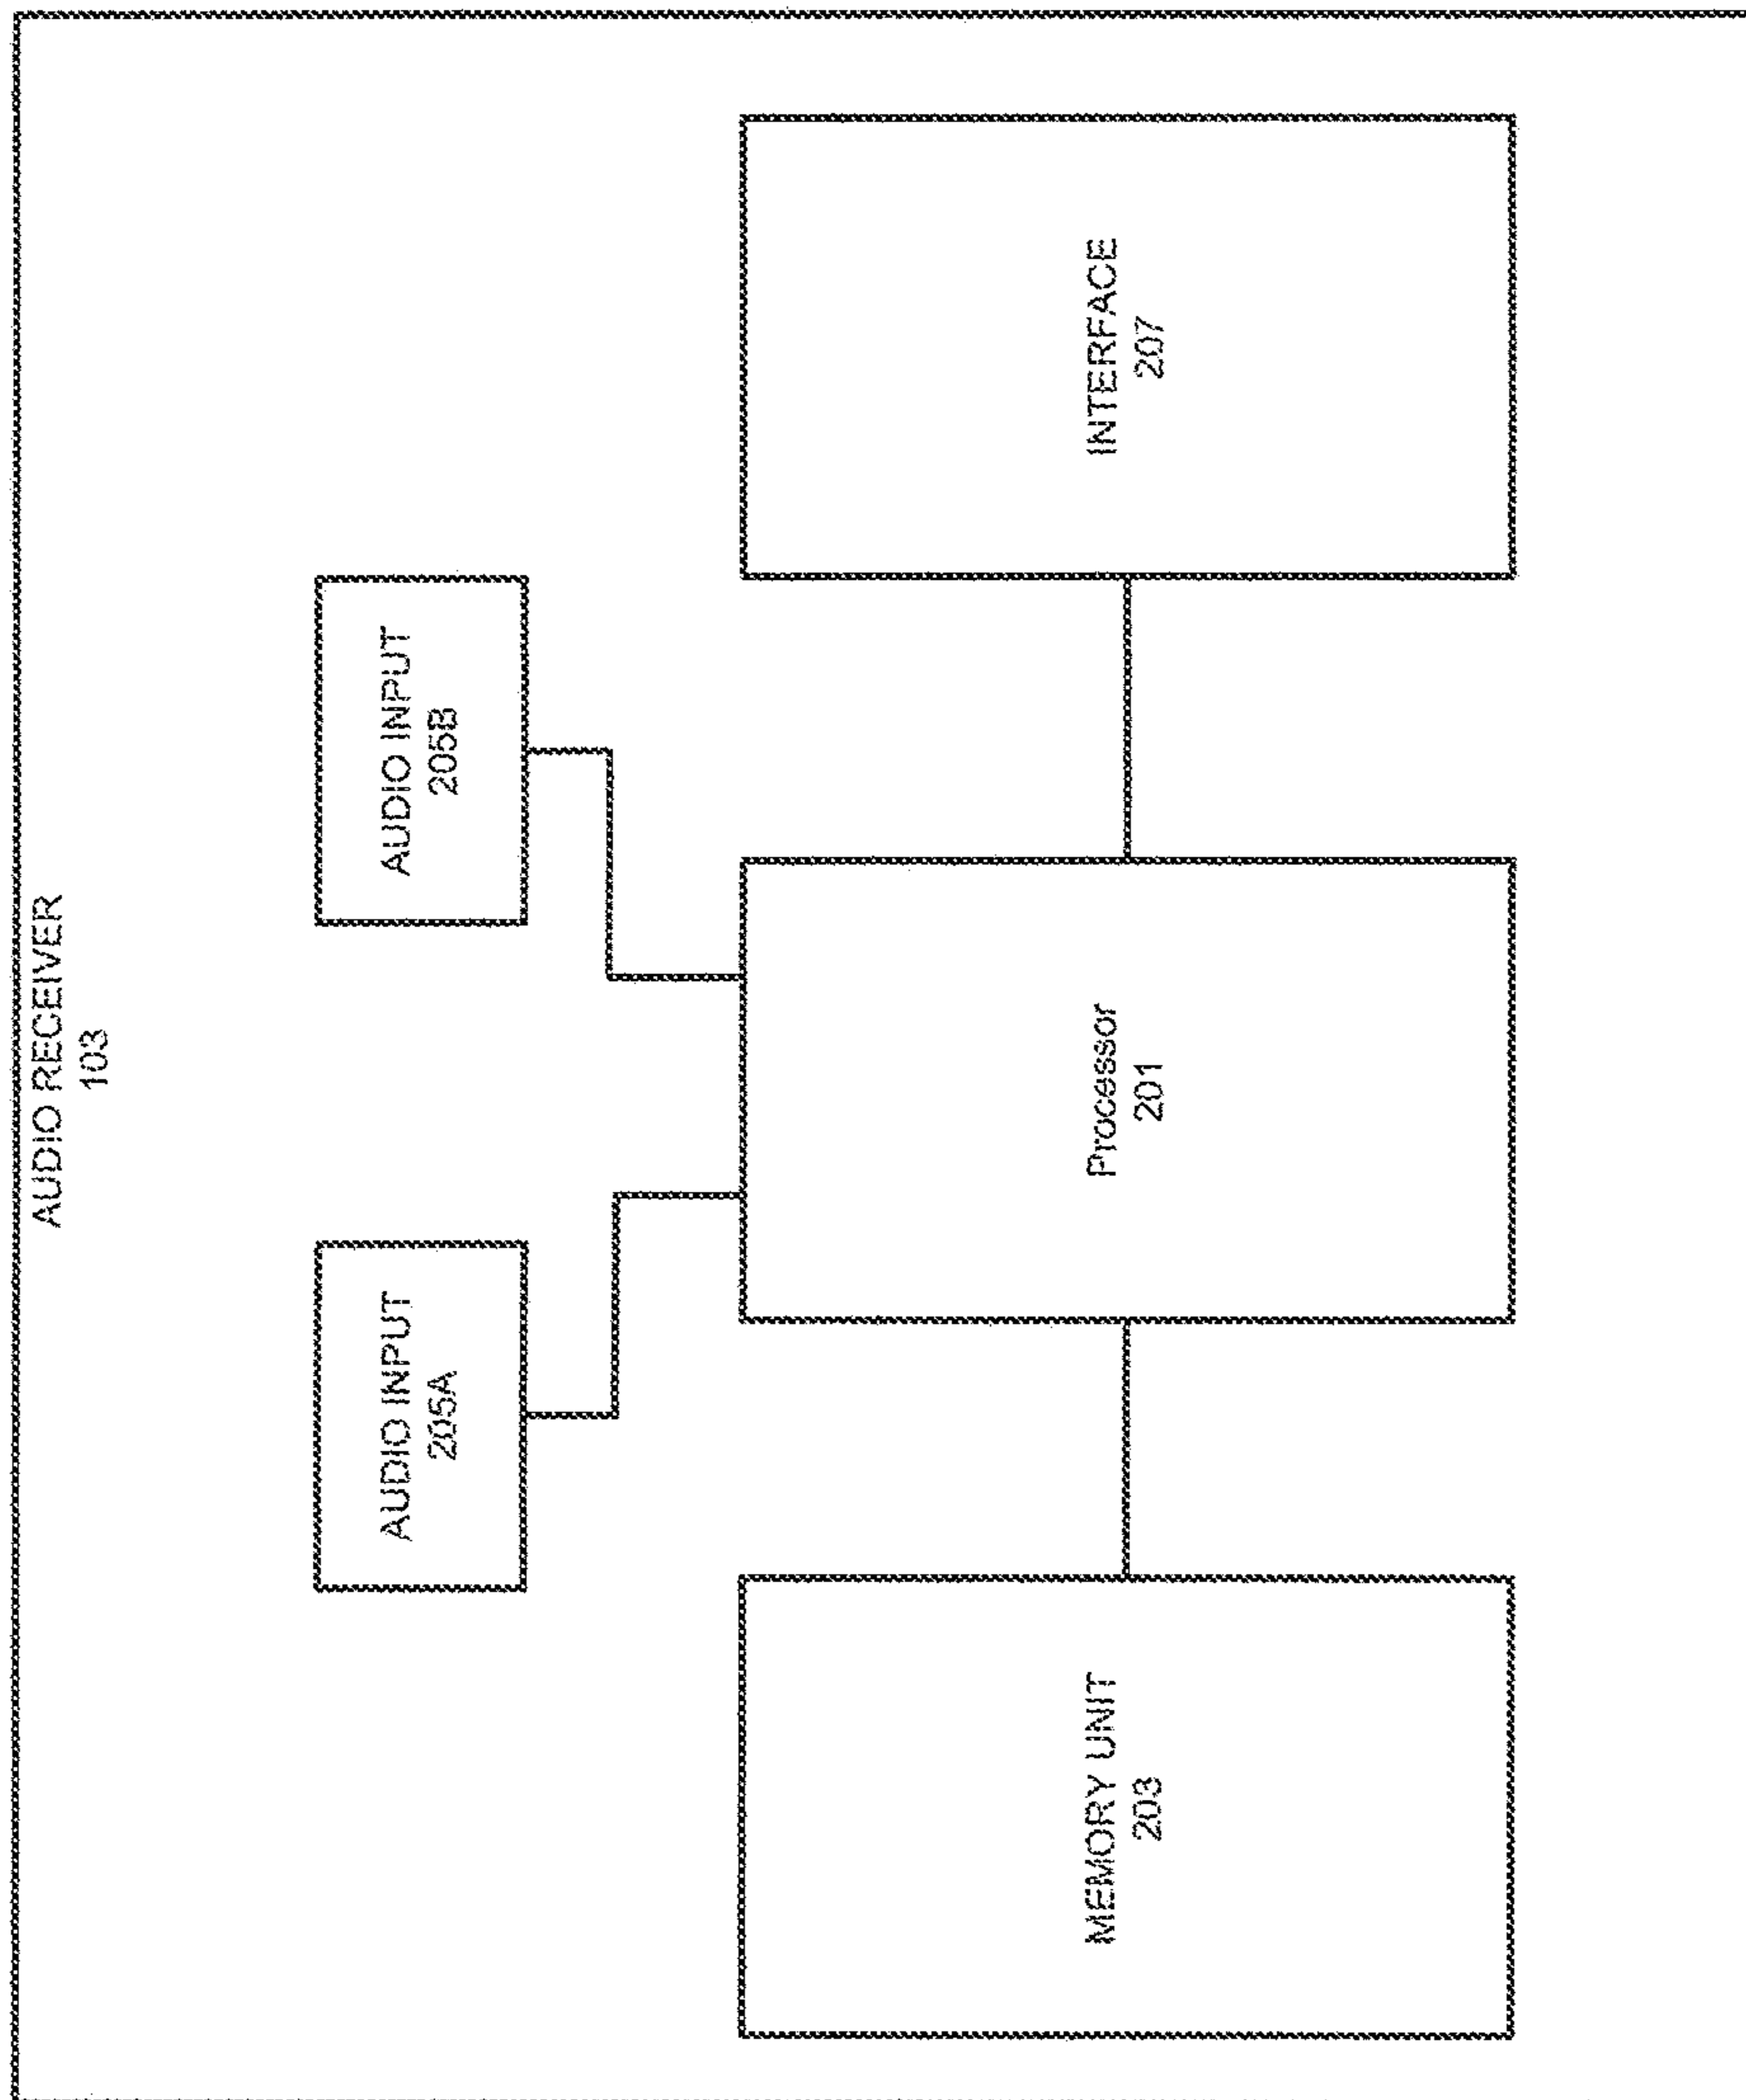 AUDIO RECEIVER
103
AUDIO INPUT
205A
AUDIO INPUT
205B
MEMORY UNIT
203
Processor
201
INTERFACE
207